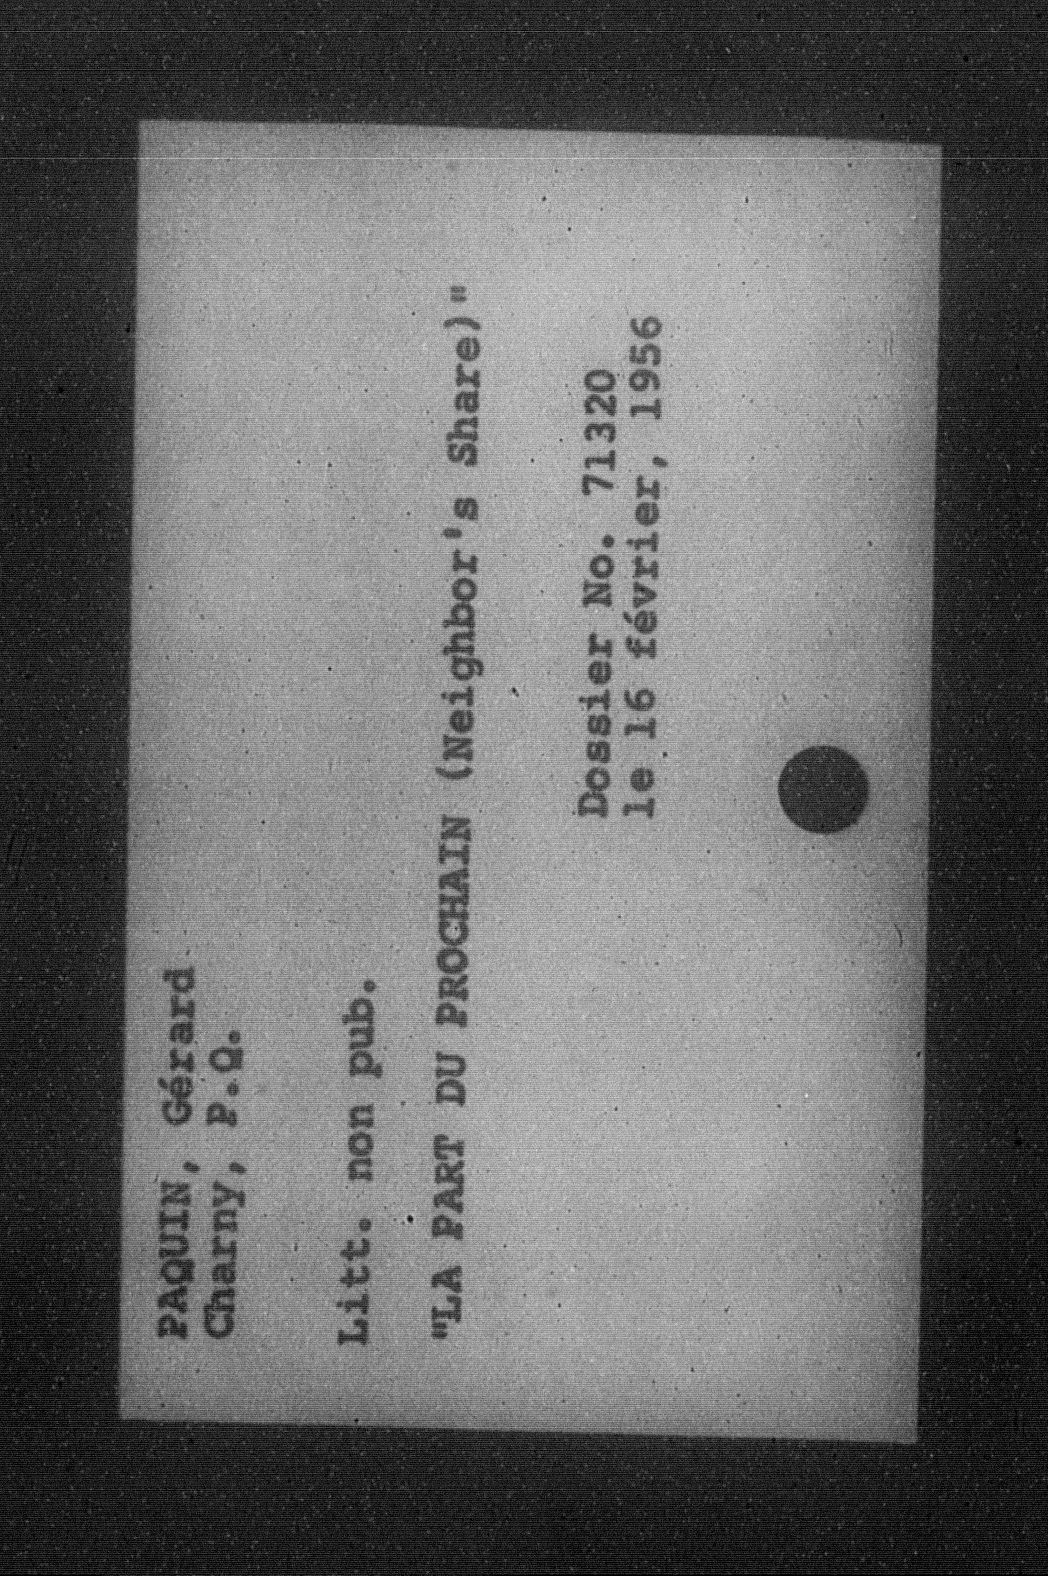 PAQUIN, Gérard
Charny, P.Q.
Litt. non pub.
"LA PART DU PROCHAIN (Neighbor's Share)"
Dossier No. 71320
le 16 février, 1956